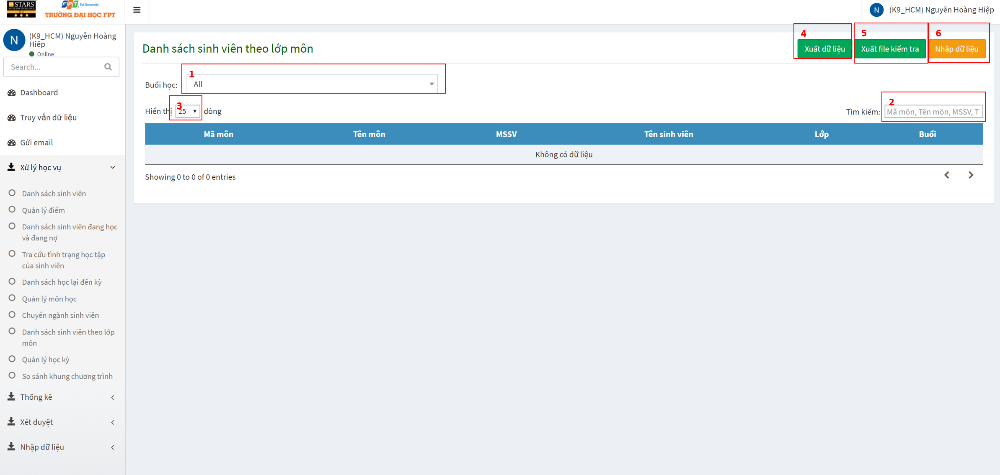 STARS
RATED FOR EXCELLENCE
2012
FPT Fpt University
TRƯỜNG ĐẠI HỌC FPT
N (K9_HCM) Nguyễn Hoàng Hiệp
N (K9_HCM) Nguyễn Hoàng
Hiệp
Online
Search...
Dashboard
Truy vấn dữ liệu
Gửi email
Xử lý học vụ
Danh sách sinh viên
Quản lý điểm
Danh sách sinh viên đang học
và đang nợ
Tra cứu tình trạng học tập
của sinh viên
Danh sách học lại đến kỳ
Quản lý môn học
Chuyển ngành sinh viên
Danh sách sinh viên theo lớp
môn
Quản lý học kỳ
So sánh khung chương trình
Thống kê
Xét duyệt
Nhập dữ liệu
4 5 6
Danh sách sinh viên theo lớp môn Xuất dữ liệu Xuất file kiểm tra Nhập dữ liệu
1
Buổi học: All
3 2
Hiển thị 25 dòng Tìm kiếm: Mã môn, Tên môn, MSSV, T
Mã môn Tên môn MSSV Tên sinh viên Lớp Buổi
Không có dữ liệu
Showing 0 to 0 of 0 entries